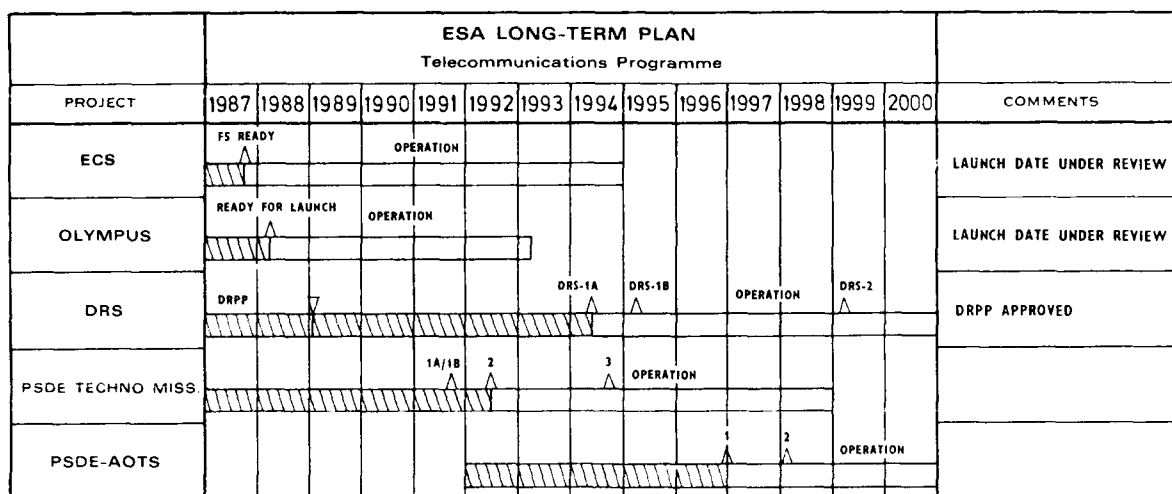 ESA LONG-TERM PLAN
Telecommunications Programme
PROJECT 1987 1988 1989 1990 1991 1992 1993 1994 1995 1996 1997 1998 1999 2000 COMMENTS
FS READY
ECS OPERATION LAUNCH DATE UNDER REVIEW
READY FOR LAUNCH
OLYMPUS OPERATION LAUNCH DATE UNDER REVIEW
DRS DRPP DRS-1A DRS-1B OPERATION DRS-2 DRPP APPROVED
1A/1B 2 3
PSDE TECHNO MISS. OPERATION
1 2
PSDE-AOTS OPERATION